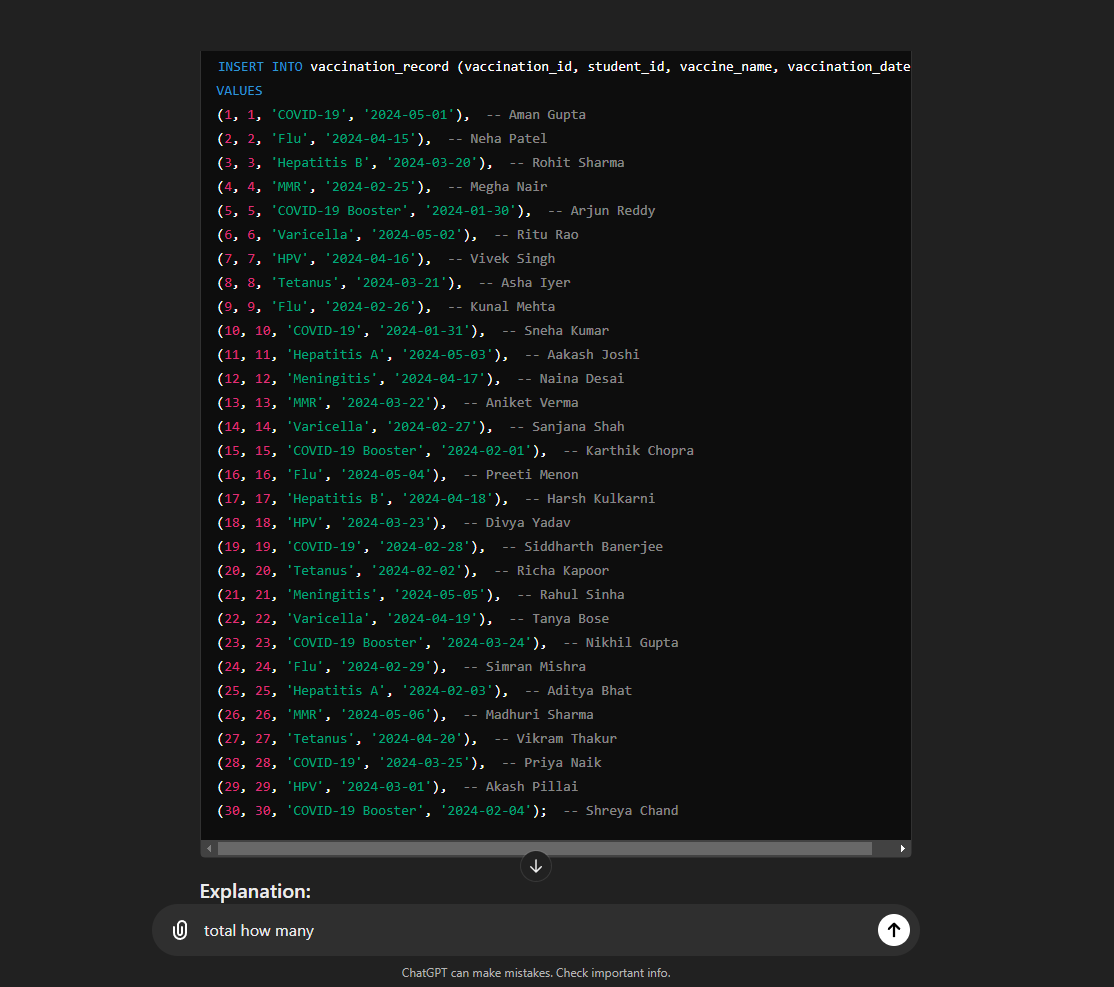 INSERT INTO vaccination_record (vaccination_id, student_id, vaccine_name, vaccination_date
VALUES
(1, 1, 'COVID-19', '2024-05-01'),  -- Aman Gupta
(2, 2, 'Flu', '2024-04-15'),  -- Neha Patel
(3, 3, 'Hepatitis B', '2024-03-20'),  -- Rohit Sharma
(4, 4, 'MMR', '2024-02-25'),  -- Megha Nair
(5, 5, 'COVID-19 Booster', '2024-01-30'),  -- Arjun Reddy
(6, 6, 'Varicella', '2024-05-02'),  -- Ritu Rao
(7, 7, 'HPV', '2024-04-16'),  -- Vivek Singh
(8, 8, 'Tetanus', '2024-03-21'),  -- Asha Iyer
(9, 9, 'Flu', '2024-02-26'),  -- Kunal Mehta
(10, 10, 'COVID-19', '2024-01-31'),  -- Sneha Kumar
(11, 11, 'Hepatitis A', '2024-05-03'),  -- Aakash Joshi
(12, 12, 'Meningitis', '2024-04-17'),  -- Naina Desai
(13, 13, 'MMR', '2024-03-22'),  -- Aniket Verma
(14, 14, 'Varicella', '2024-02-27'),  -- Sanjana Shah
(15, 15, 'COVID-19 Booster', '2024-02-01'),  -- Karthik Chopra
(16, 16, 'Flu', '2024-05-04'),  -- Preeti Menon
(17, 17, 'Hepatitis B', '2024-04-18'),  -- Harsh Kulkarni
(18, 18, 'HPV', '2024-03-23'),  -- Divya Yadav
(19, 19, 'COVID-19', '2024-02-28'),  -- Siddharth Banerjee
(20, 20, 'Tetanus', '2024-02-02'),  -- Richa Kapoor
(21, 21, 'Meningitis', '2024-05-05'),  -- Rahul Sinha
(22, 22, 'Varicella', '2024-04-19'),  -- Tanya Bose
(23, 23, 'COVID-19 Booster', '2024-03-24'),  -- Nikhil Gupta
(24, 24, 'Flu', '2024-02-29'),  -- Simran Mishra
(25, 25, 'Hepatitis A', '2024-02-03'),  -- Aditya Bhat
(26, 26, 'MMR', '2024-05-06'),  -- Madhuri Sharma
(27, 27, 'Tetanus', '2024-04-20'),  -- Vikram Thakur
(28, 28, 'COVID-19', '2024-03-25'),  -- Priya Naik
(29, 29, 'HPV', '2024-03-01'),  -- Akash Pillai
(30, 30, 'COVID-19 Booster', '2024-02-04');  -- Shreya Chand
Explanation:
total how many
ChatGPT can make mistakes. Check important info.